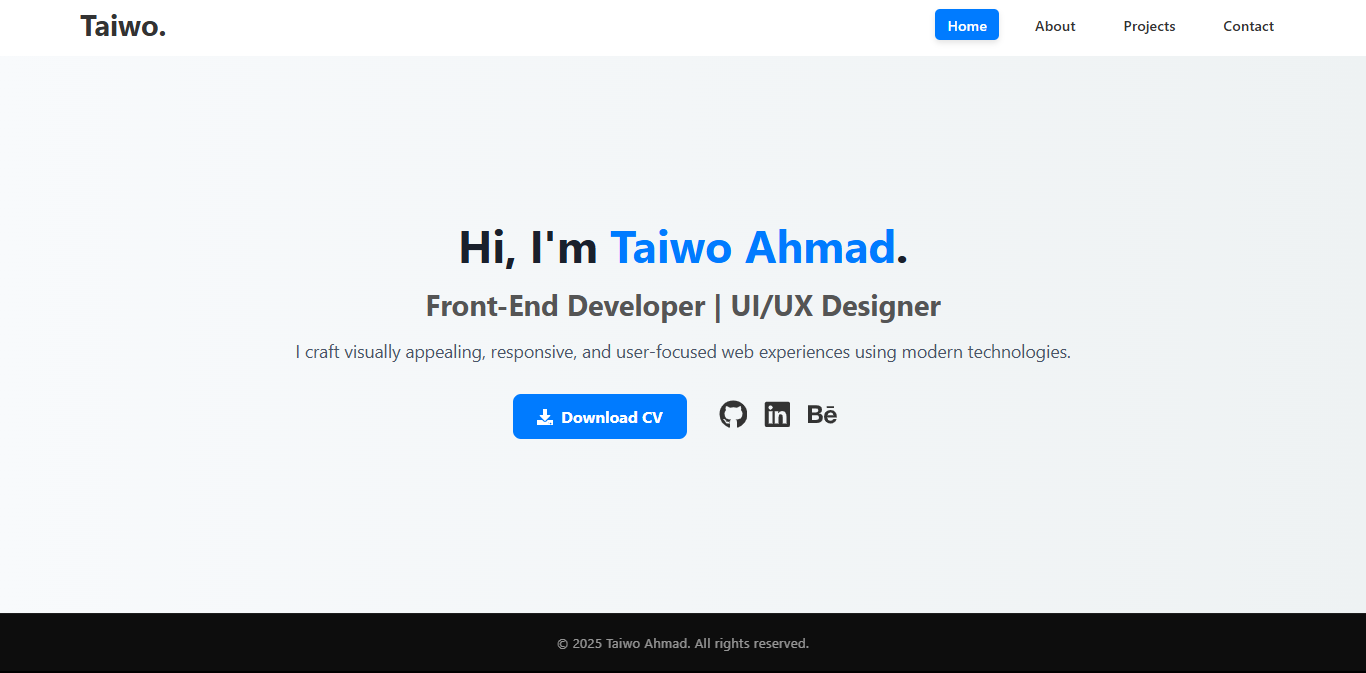 Taiwo.
Home About Projects Contact
Hi, I'm Taiwo Ahmad.
Front-End Developer | UI/UX Designer
I craft visually appealing, responsive, and user-focused web experiences using modern technologies.
Download CV
in Bē
© 2025 Taiwo Ahmad. All rights reserved.